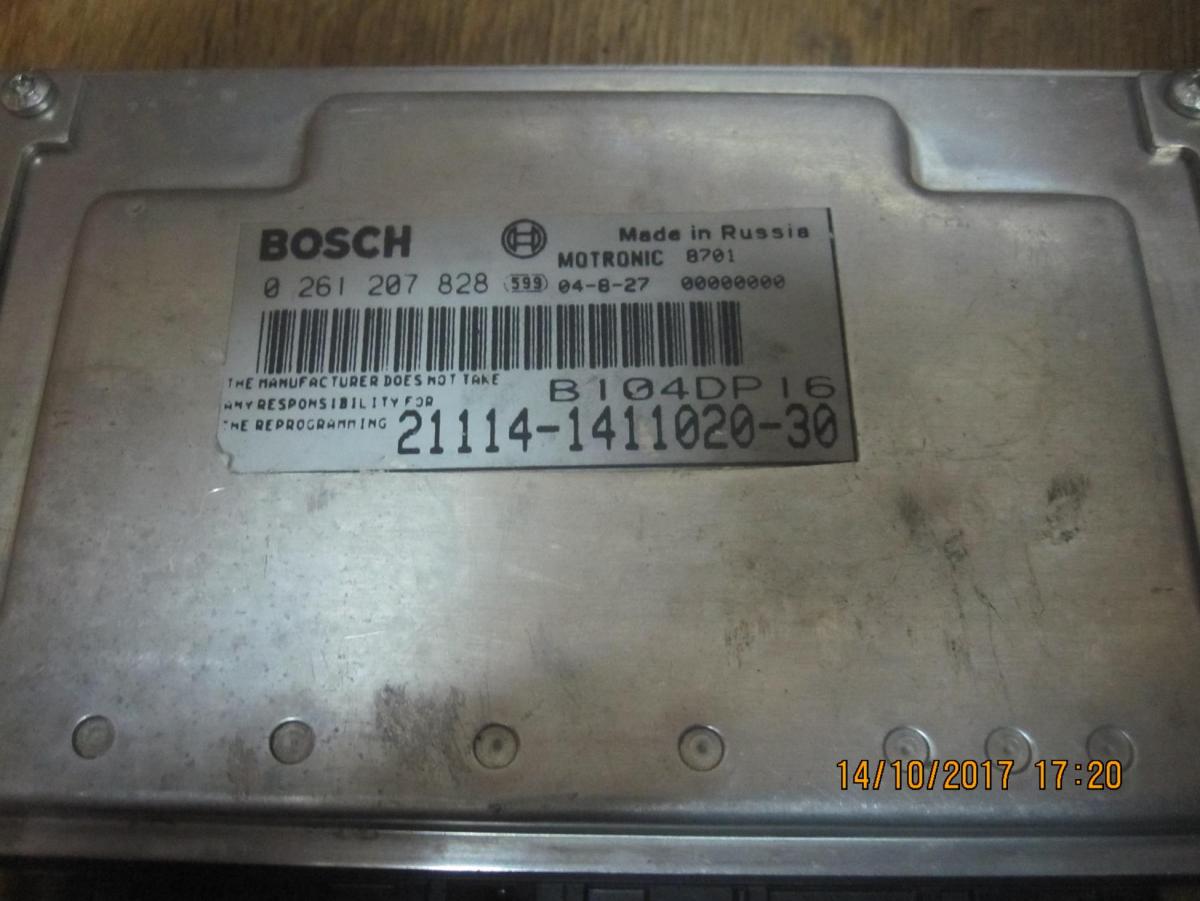 BOSCH
Made in Russia
MOTRONIC 8701
0 261 207 828 599 04-8-27 00000000
THE MANUFACTURER DOES NOT TAKE
ANY RESPONSIBILITY FOR
THE REPROGRAMMING
B104DP16
21114-1411020-30
14/10/2017 17:20